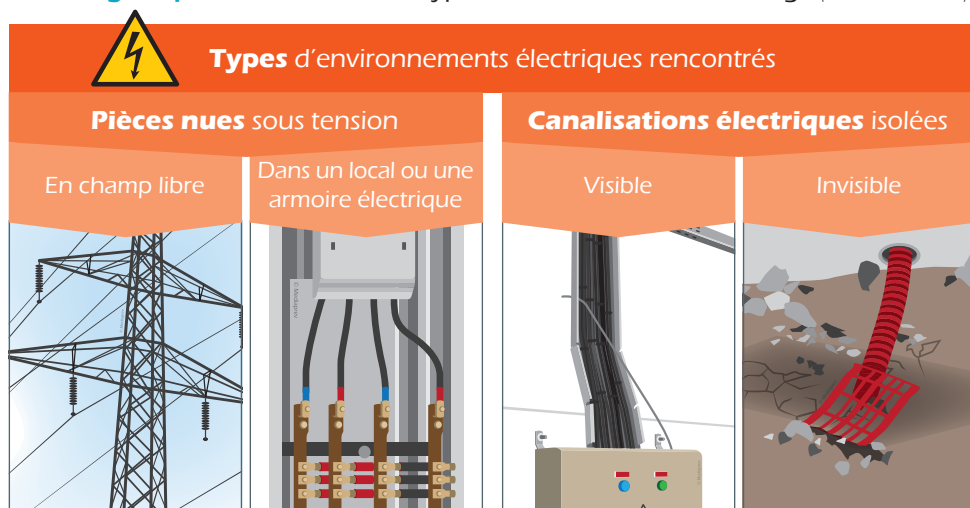 Types d'environnements électriques rencontrés
Pièces nues sous tension
Canalisations électriques isolées
En champ libre
Dans un local ou une
armoire électrique
Visible
Invisible